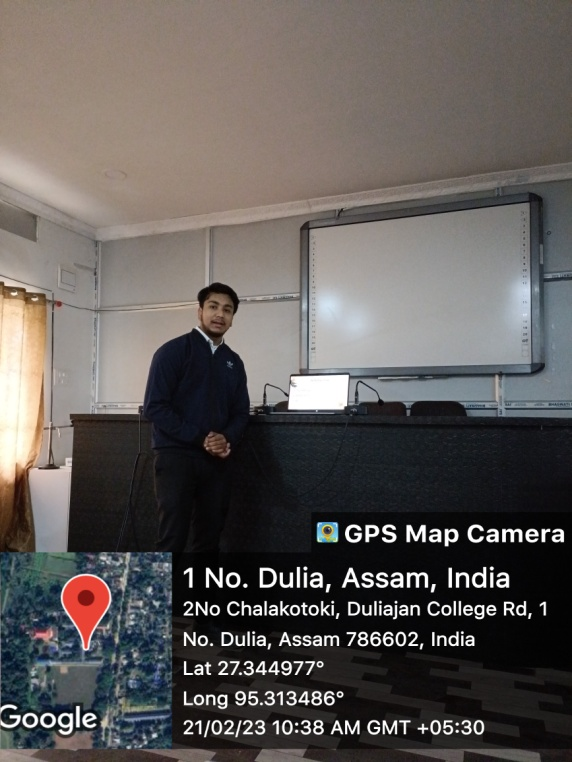 GPS Map Camera
1 No. Dulia, Assam, India
2No Chalakotoki, Duliajan College Rd, 1
No. Dulia, Assam 786602, India
Lat 27.344977°
Long 95.313486°
21/02/23 10:38 AM GMT +05:30
Google